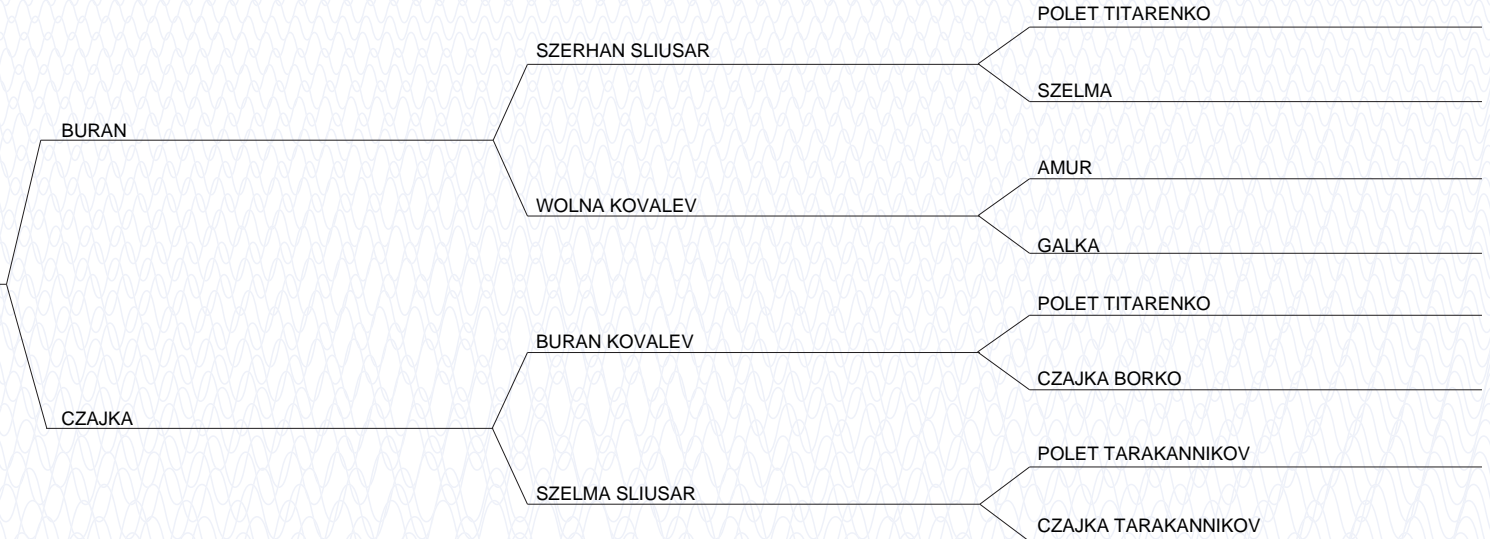 POLET TITARENKO
SZERHAN SLIUSAR
SZELMA
BURAN
AMUR
WOLNA KOVALEV
GALKA
POLET TITARENKO
BURAN KOVALEV
CZAJKA BORKO
CZAJKA
POLET TARAKANNIKOV
SZELMA SLIUSAR
CZAJKA TARAKANNIKOV